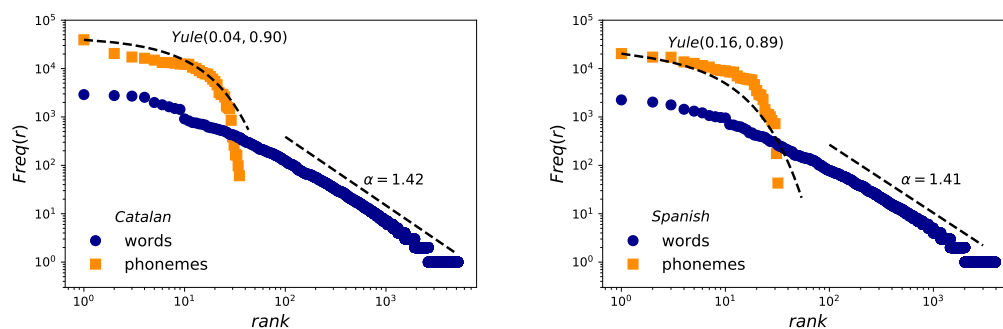 10^5
10^4
10^3
10^2
10^1
10^0
Freq(r)
Yule(0.04, 0.90)
α = 1.42
Catalan
words
phonemes
10^0
10^1
10^2
10^3
rank
10^5
10^4
10^3
10^2
10^1
10^0
Freq(r)
Yule(0.16, 0.89)
α = 1.41
Spanish
words
phonemes
10^0
10^1
10^2
10^3
rank